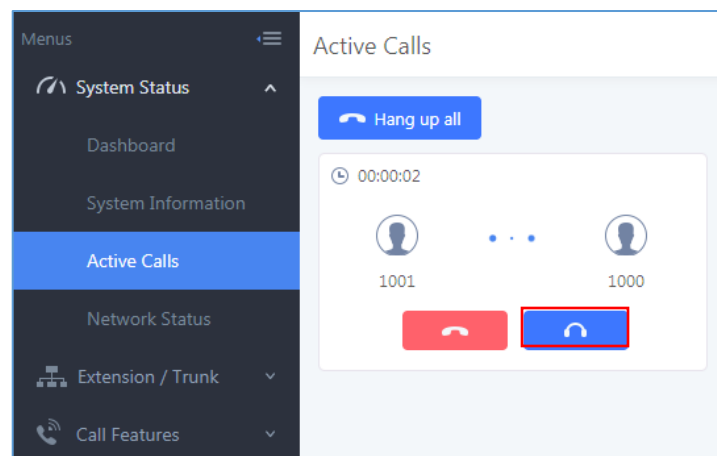 Menus
System Status
Dashboard
System Information
Active Calls
Network Status
Extension / Trunk
Call Features
Active Calls
Hang up all
00:00:02
1001 1000